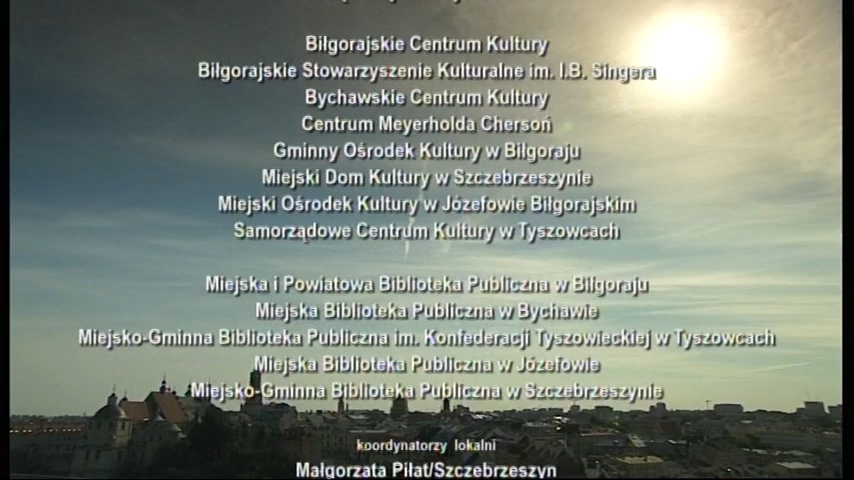 Biłgorajskie Centrum Kultury
Biłgorajskie Stowarzyszenie Kulturalne im. I.B. Singera
Bychawskie Centrum Kultury
Centrum Meyerholda Chersoń
Gminny Ośrodek Kultury w Biłgoraju
Miejski Dom Kultury w Szczebrzeszynie
Miejski Ośrodek Kultury w Józefowie Biłgorajskim
Samorządowe Centrum Kultury w Tyszowcach
Miejska i Powiatowa Biblioteka Publiczna w Biłgoraju
Miejska Biblioteka Publiczna w Bychawie
Miejsko-Gminna Biblioteka Publiczna im. Konfederacji Tyszowieckiej w Tyszowcach
Miejska Biblioteka Publiczna w Józefowie
Miejsko-Gminna Biblioteka Publiczna w Szczebrzeszynie
koordynatorzy lokalni
Małgorzata Piłat/Szczebrzeszyn